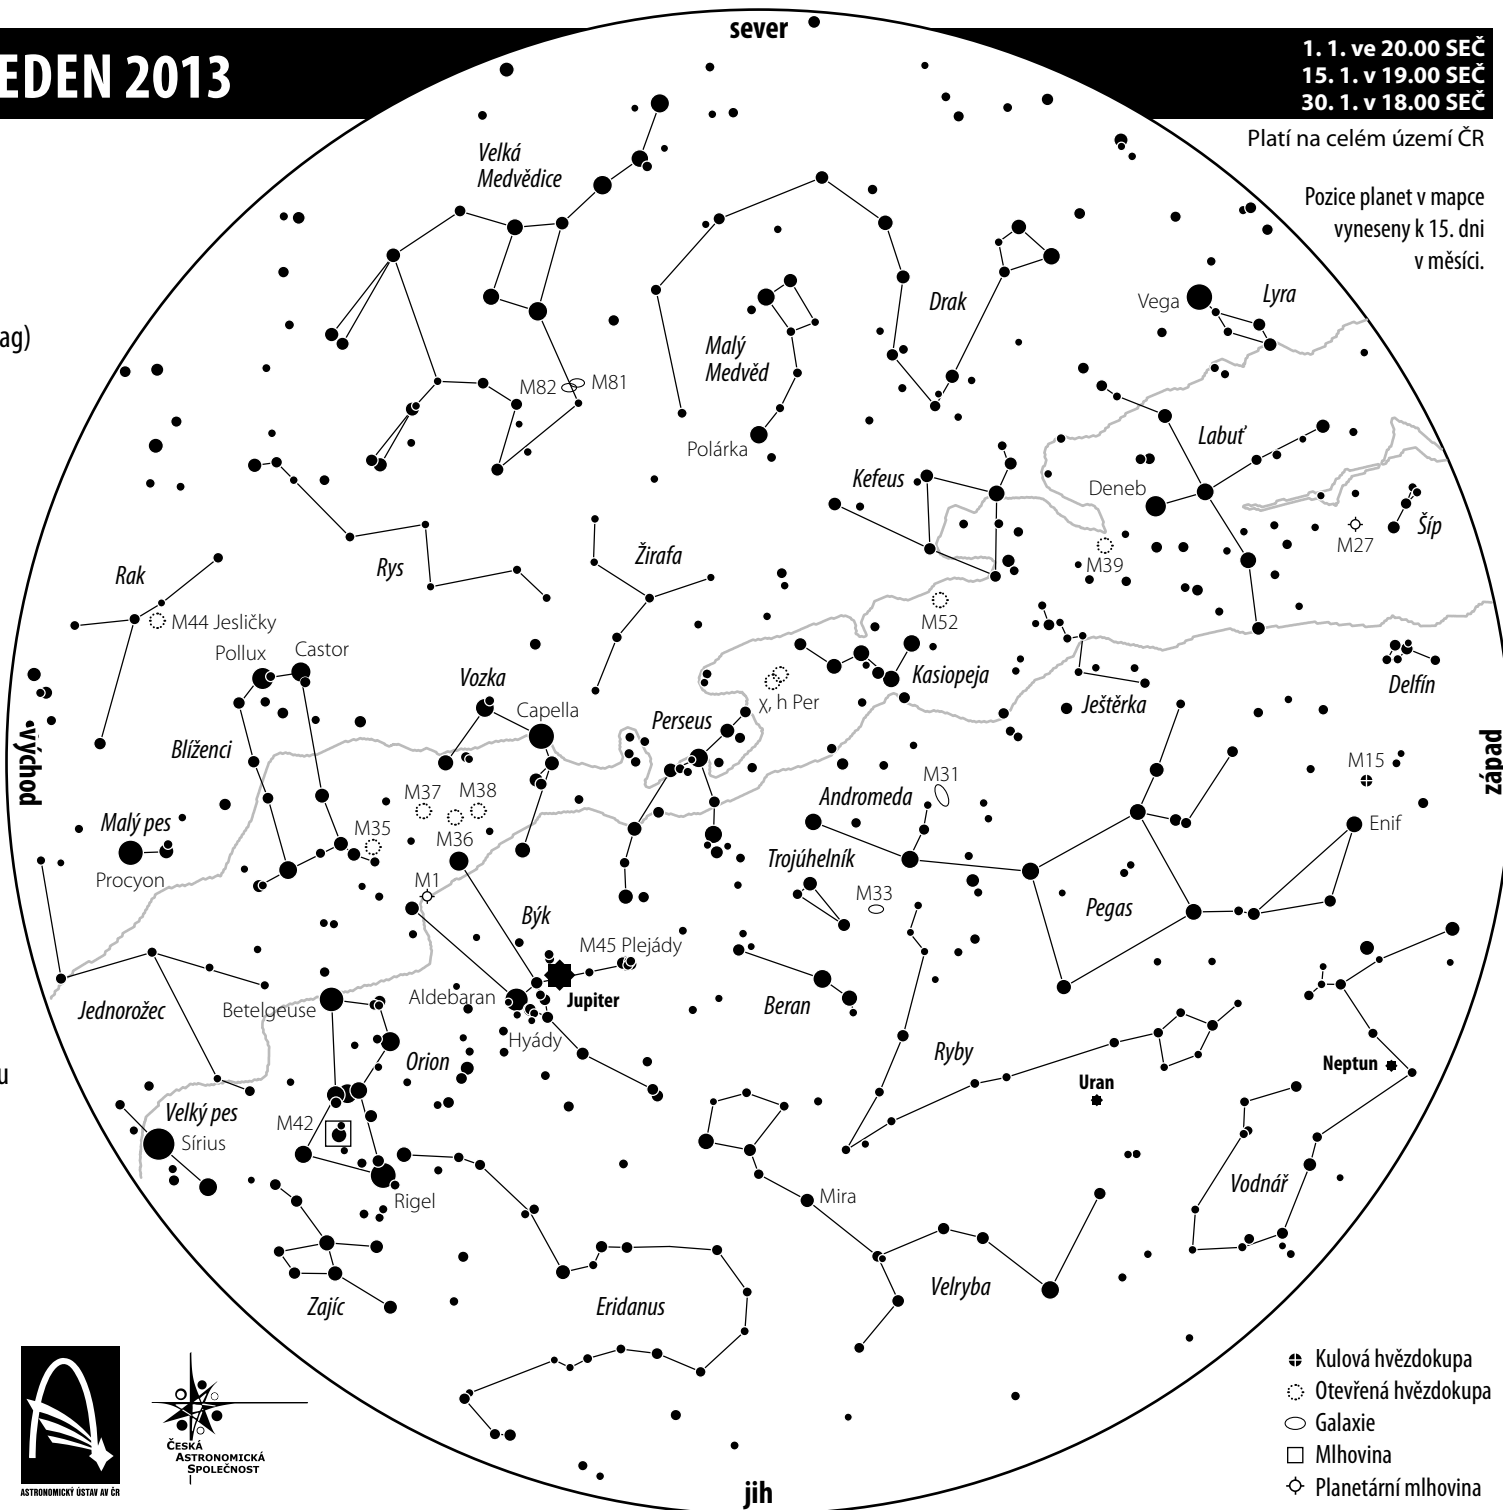 sever
EDEN 2013
1. 1. ve 20.00 SEČ
15. 1. v 19.00 SEČ
30. 1. v 18.00 SEČ
Platí na celém území ČR
Pozice planet v mapce
vyneseny k 15. dni
v měsíci.
Velká
Medvědice
Drak
Vega
Lyra
ag)
Malý
Medvěd
M82
M81
Polárka
Labuť
Kefeus
Deneb
Šíp
M27
M39
Žirafa
Rys
Rak
M44 Jesličky
M52
Pollux
Castor
Vozka
Kasiopeja
Delfín
Capella
χ, h Per
Ještěrka
Perseus
Blíženci
východ
západ
M15
M31
M37
M38
Andromeda
Malý pes
M35
M36
Enif
Trojúhelník
Procyon
M1
M33
Býk
Pegas
M45 Plejády
Aldebaran
Jupiter
Beran
Jednorožec
Betelgeuse
Hyády
Orion
Ryby
Neptun
u
Uran
Velký pes
M42
Sírius
Rigel
Mira
Vodnář
Velryba
Zajíc
Eridanus
Kulová hvězdokupa
Otevřená hvězdokupa
Galaxie
Mlhovina
Planetární mlhovina
ČESKÁ
ASTRONOMICKÁ
SPOLEČNOST
ASTRONOMICKÝ ÚSTAV AV ČR
jih